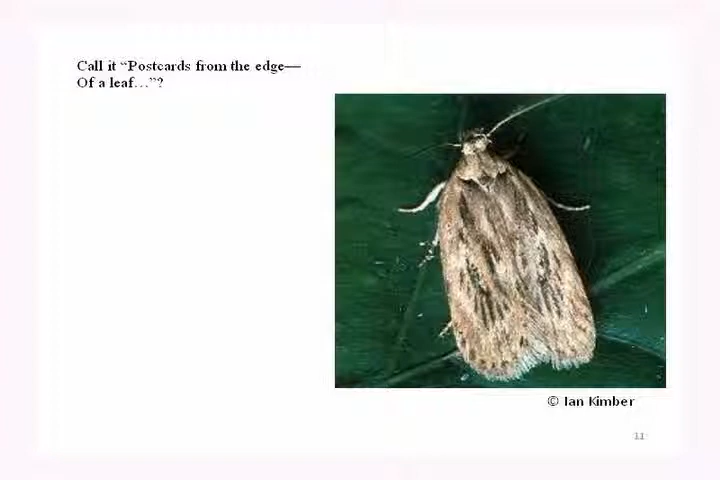 Call it “Postcards from the edge—
Of a leaf…”?
© Ian Kimber
11